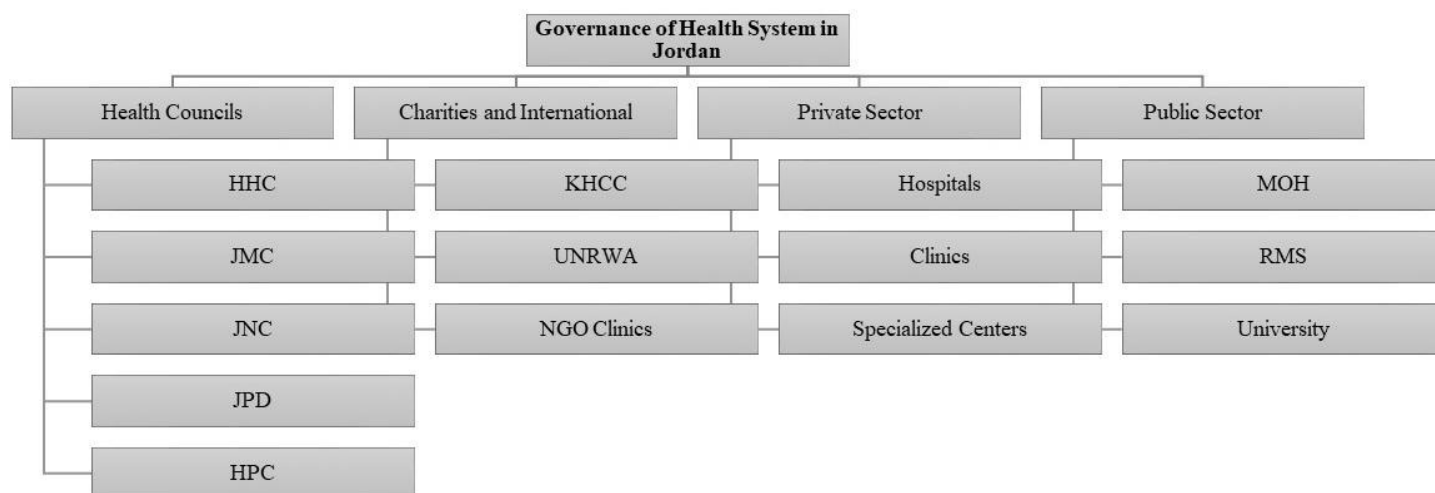 Governance of Health System in
Jordan
Health Councils
Charities and International
Private Sector
Public Sector
HHC
KHCC
Hospitals
MOH
JMC
UNRWA
Clinics
RMS
JNC
NGO Clinics
Specialized Centers
University
JPD
HPC